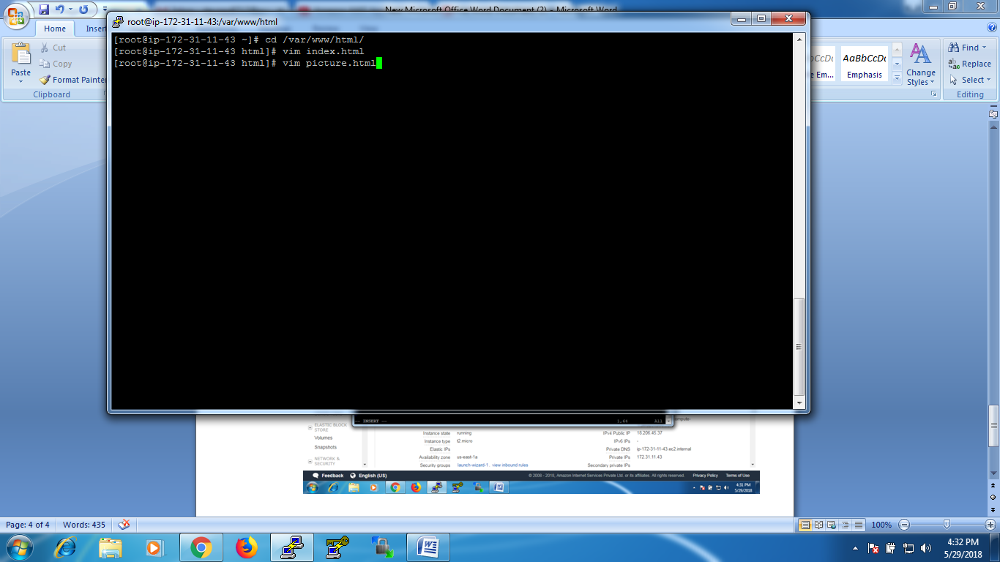 New Microsoft Office Word Document (2) - Microsoft Word
root@ip-172-31-11-43:/var/www/html
Home Insert
Cut
Copy
Format Painter
Paste
Clipboard
[root@ip-172-31-11-43 ~]# cd /var/www/html/
[root@ip-172-31-11-43 html]# vim index.html
[root@ip-172-31-11-43 html]# vim picture.html
AaBbCcDc
e Em... Emphasis
Change
Styles
Find
Replace
Select
Editing
-- INSERT -- 1,64 All
ELASTIC BLOCK
STORE
Volumes
Snapshots
NETWORK &
SECURITY
Instance state running
Instance type t2.micro
Elastic IPs
Availability zone us-east-1a
Security groups launch-wizard-1. view inbound rules
compute-
IPv4 Public IP 18.206.45.37
IPv6 IPs -
Private DNS ip-172-31-11-43.ec2.internal
Private IPs 172.31.11.43
Secondary private IPs
Feedback English (US) © 2008 - 2018, Amazon Internet Services Private Ltd. or its affiliates. All rights reserved. Privacy Policy Terms of Use
4:31 PM
5/29/2018
Page: 4 of 4 Words: 435 100%
4:32 PM
5/29/2018